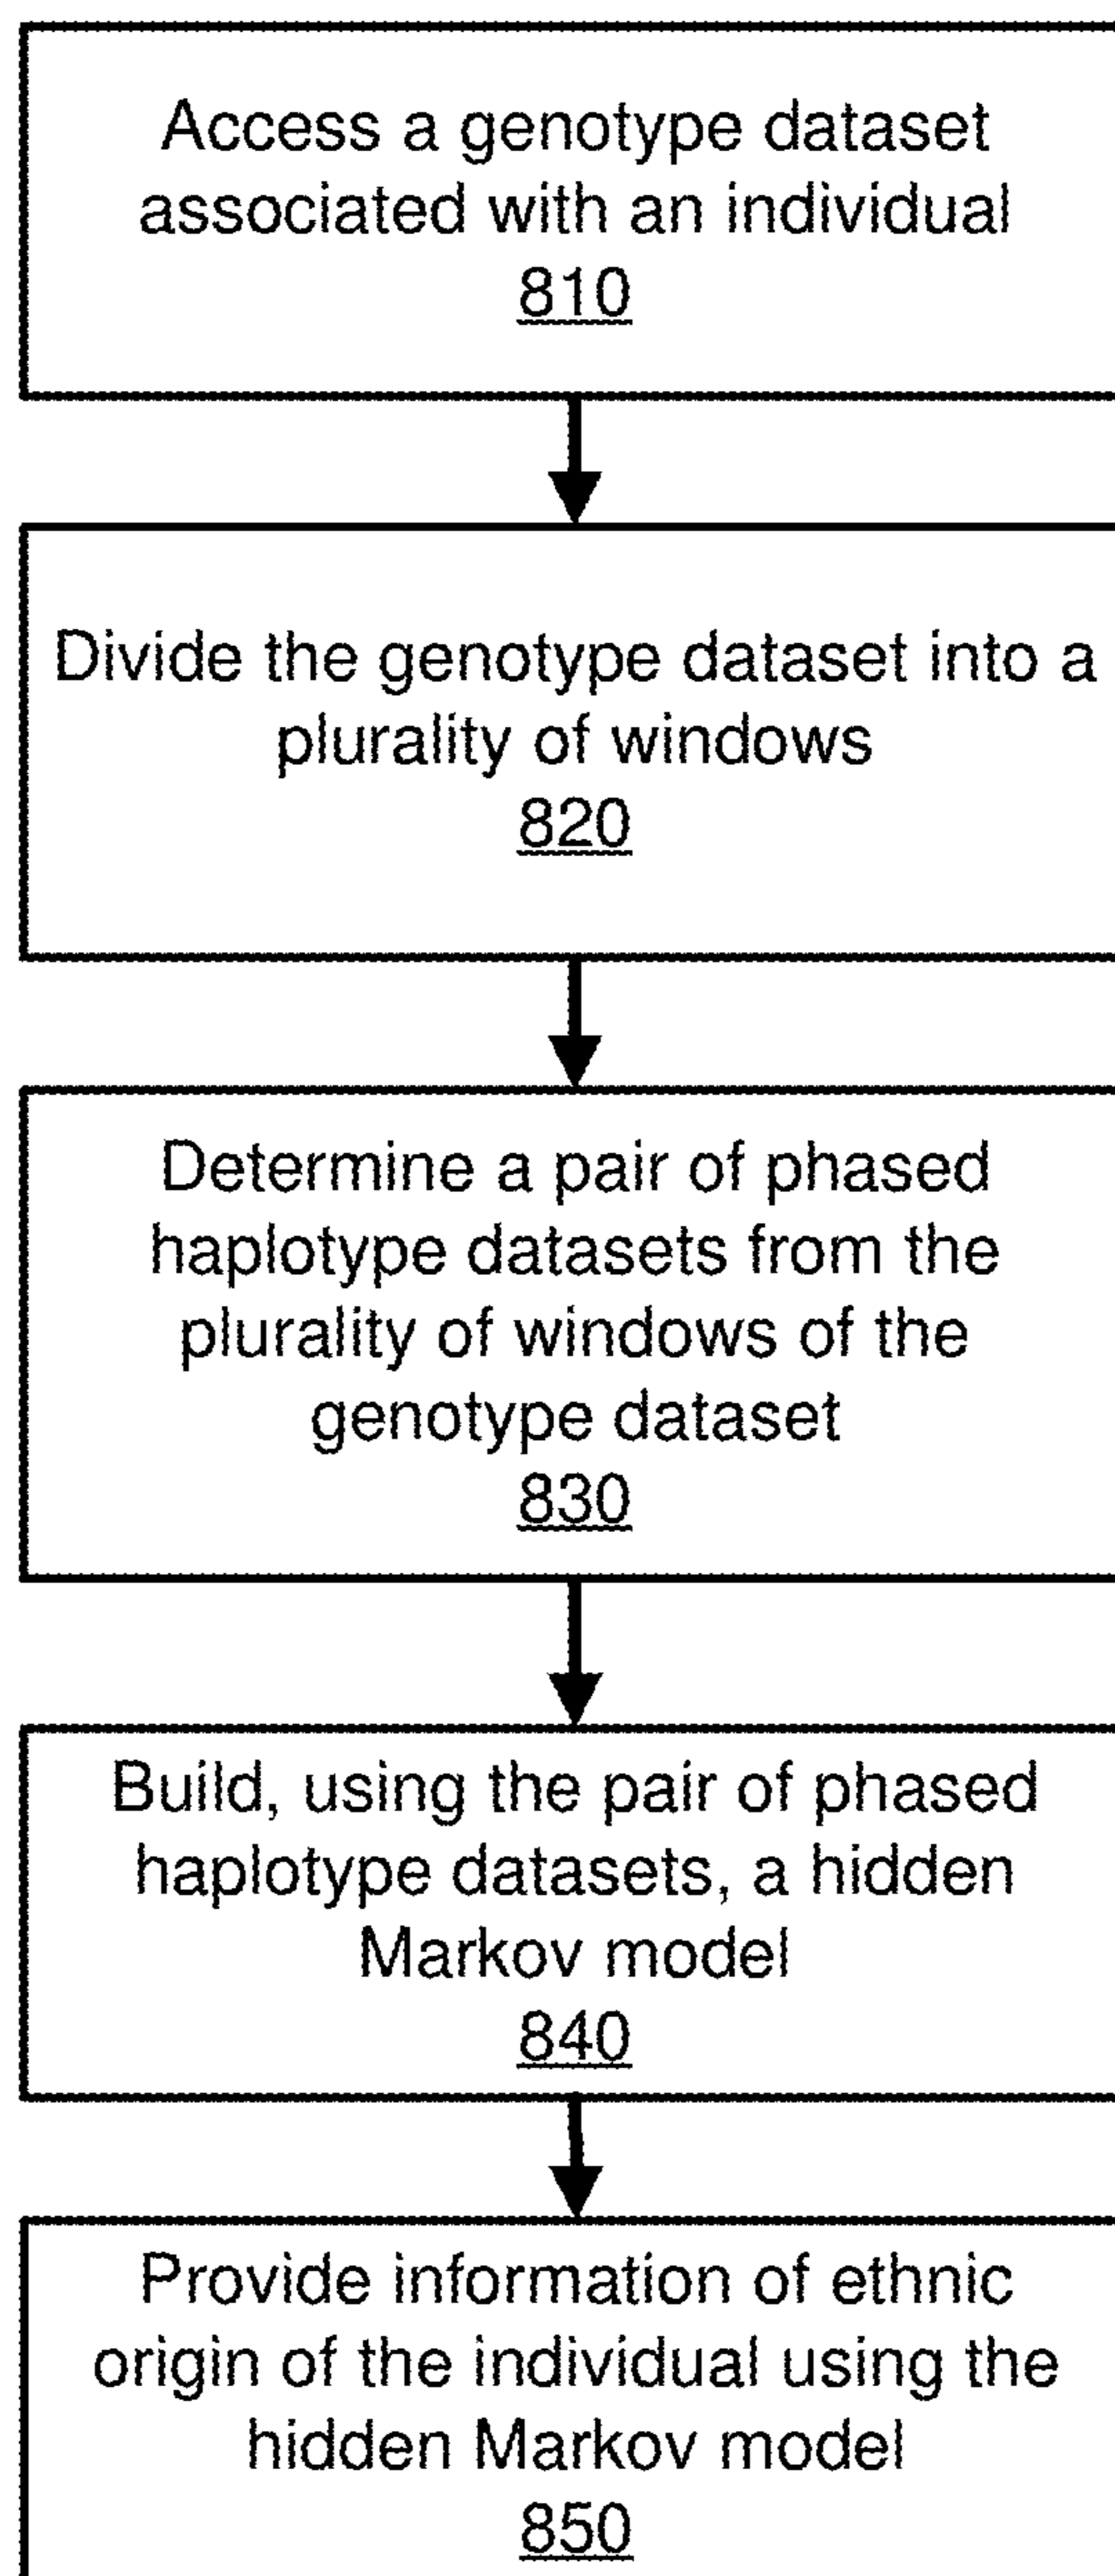 Access a genotype dataset
associated with an individual
810
Divide the genotype dataset into a
plurality of windows
820
Determine a pair of phased
haplotype datasets from the
plurality of windows of the
genotype dataset
830
Build, using the pair of phased
haplotype datasets, a hidden
Markov model
840
Provide information of ethnic
origin of the individual using the
hidden Markov model
850